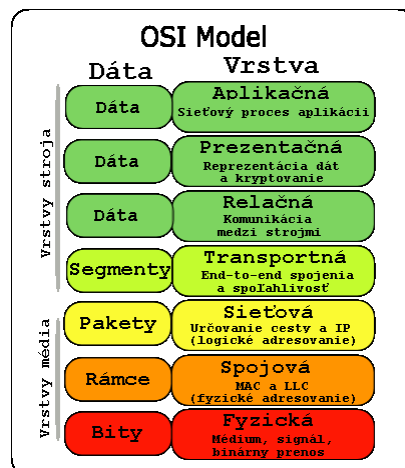 OSI Model
Dáta Vrstva
Vrstvy stroja
Dáta Aplikačná
Sieťový proces aplikácii
Dáta Prezentačná
Reprezentácia dát
a kryptovanie
Dáta Relačná
Komunikácia
medzi strojmi
Segmenty Transportná
End-to-end spojenia
a spoľahlivosť
Vrstvy média
Pakety Sieťová
Určovanie cesty a IP
(logické adresovanie)
Rámce Spojová
MAC a LLC
(fyzické adresovanie)
Bity Fyzická
Médium, signál,
binárny prenos